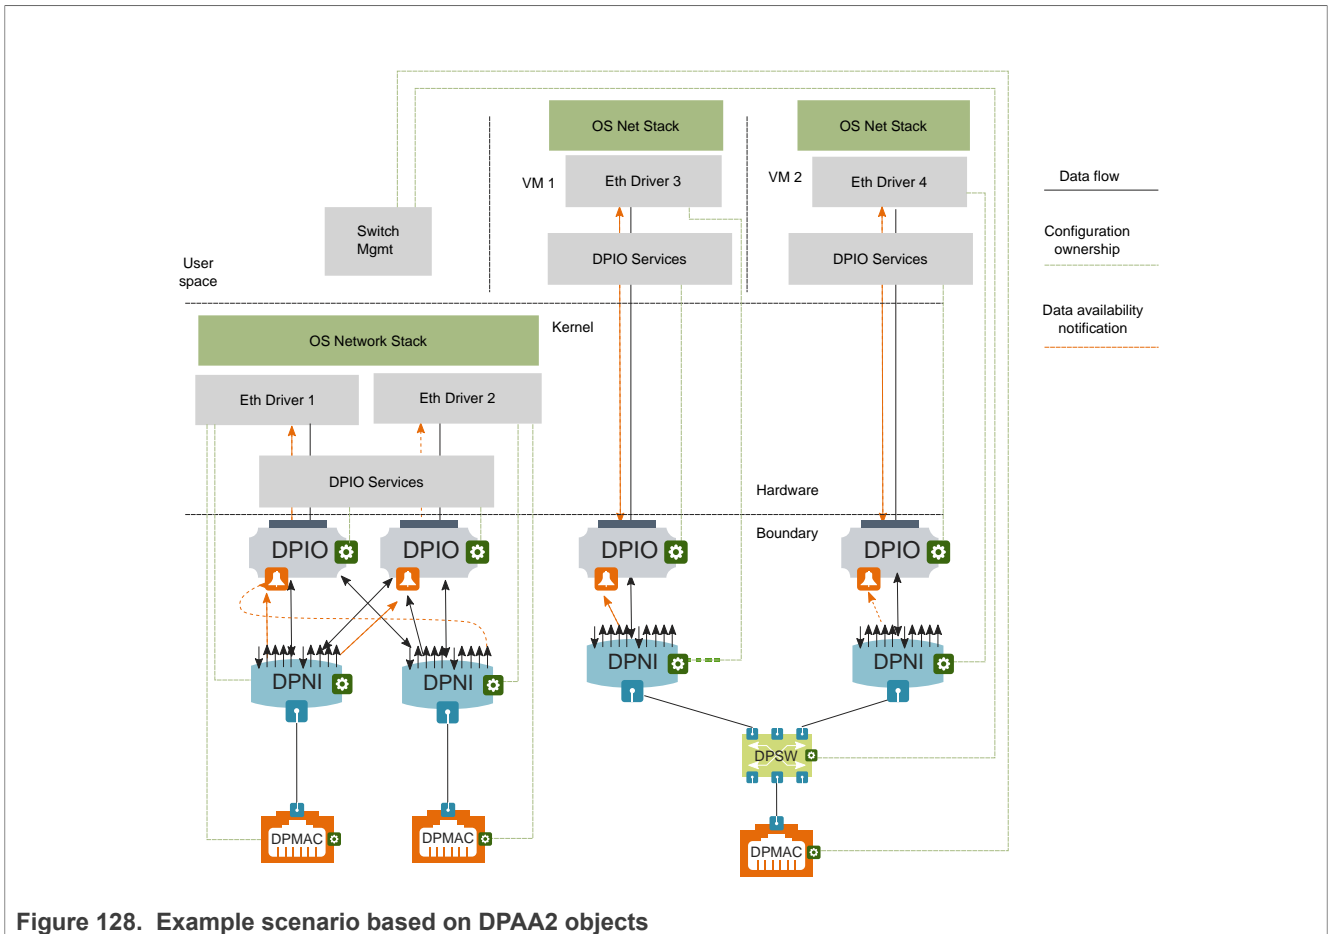 OS Net Stack
OS Net Stack
VM 1
Eth Driver 3
VM 2
Eth Driver 4
Data flow
Switch
Mgmt
Configuration
ownership
User
space
DPIO Services
DPIO Services
Data availability
notification
Kernel
OS Network Stack
Eth Driver 1
Eth Driver 2
DPIO Services
Hardware
Boundary
DPIO
DPIO
DPIO
DPIO
DPNI
DPNI
DPNI
DPNI
DPSW
DPMAC
DPMAC
DPMAC
Figure 128. Example scenario based on DPAA2 objects